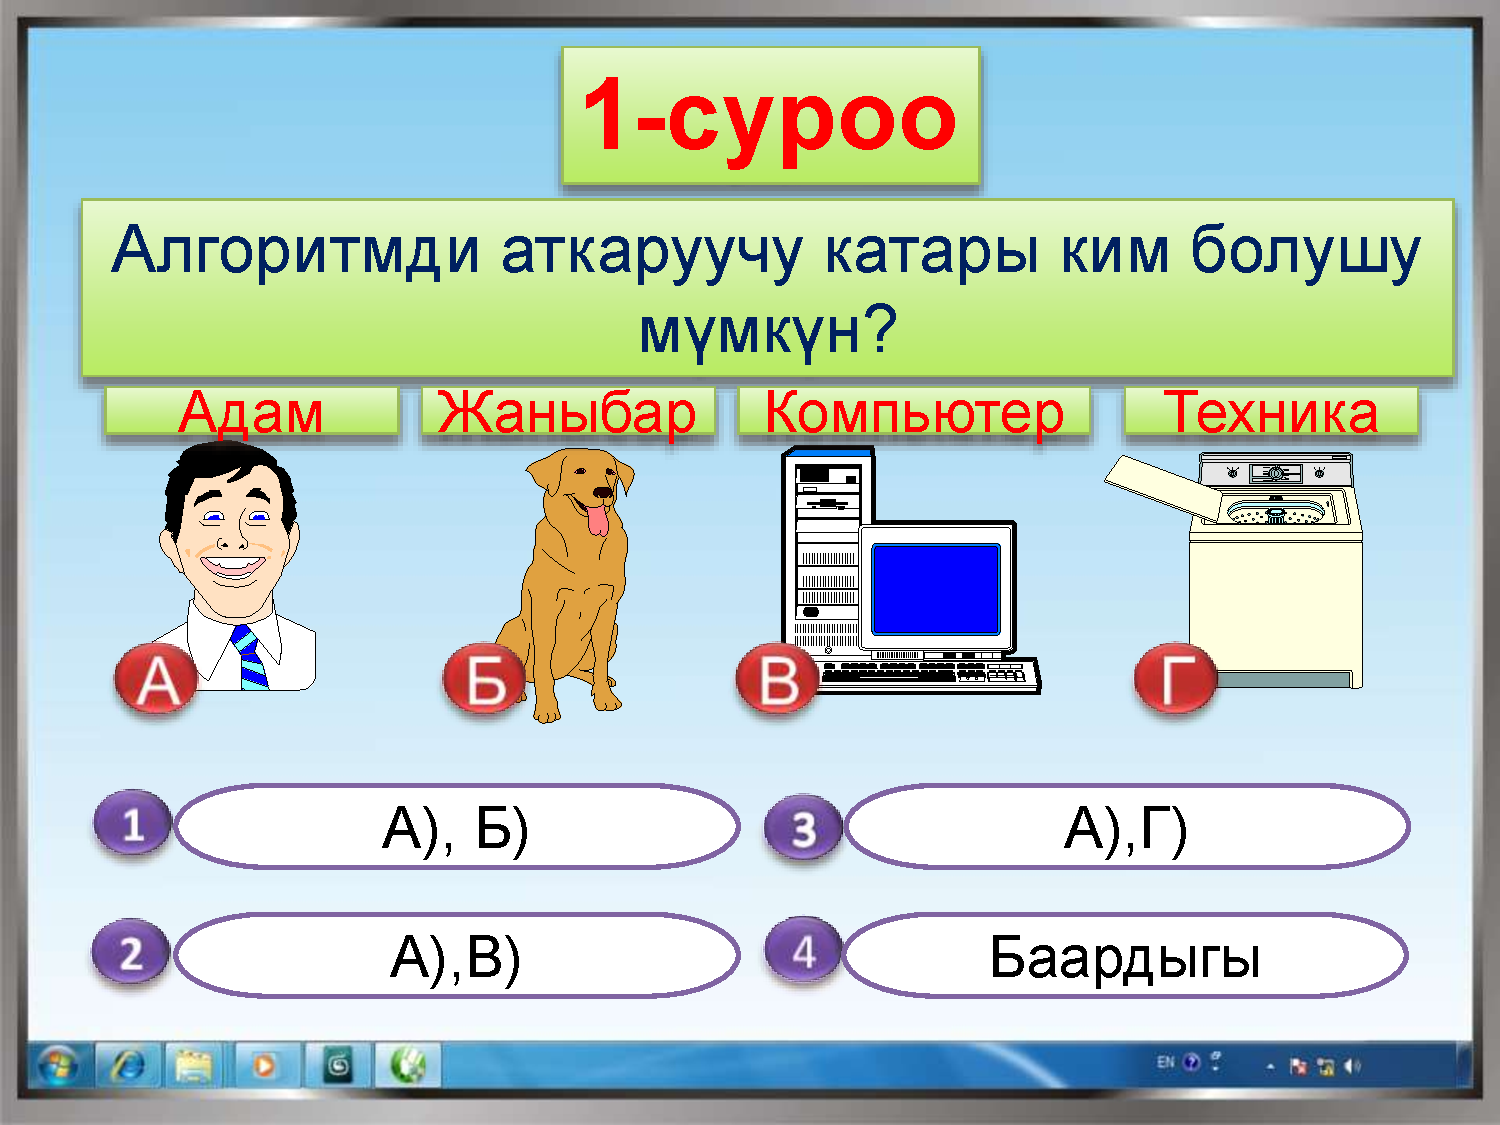 1-суроо
Алгоритмди аткаруучу катары ким болушу
мүмкүн?
Адам
Жаныбар
Компьютер
Техника
А
Б
В
Г
1
А), Б)
3
А),Г)
2
А),В)
4
Баардыгы
EN